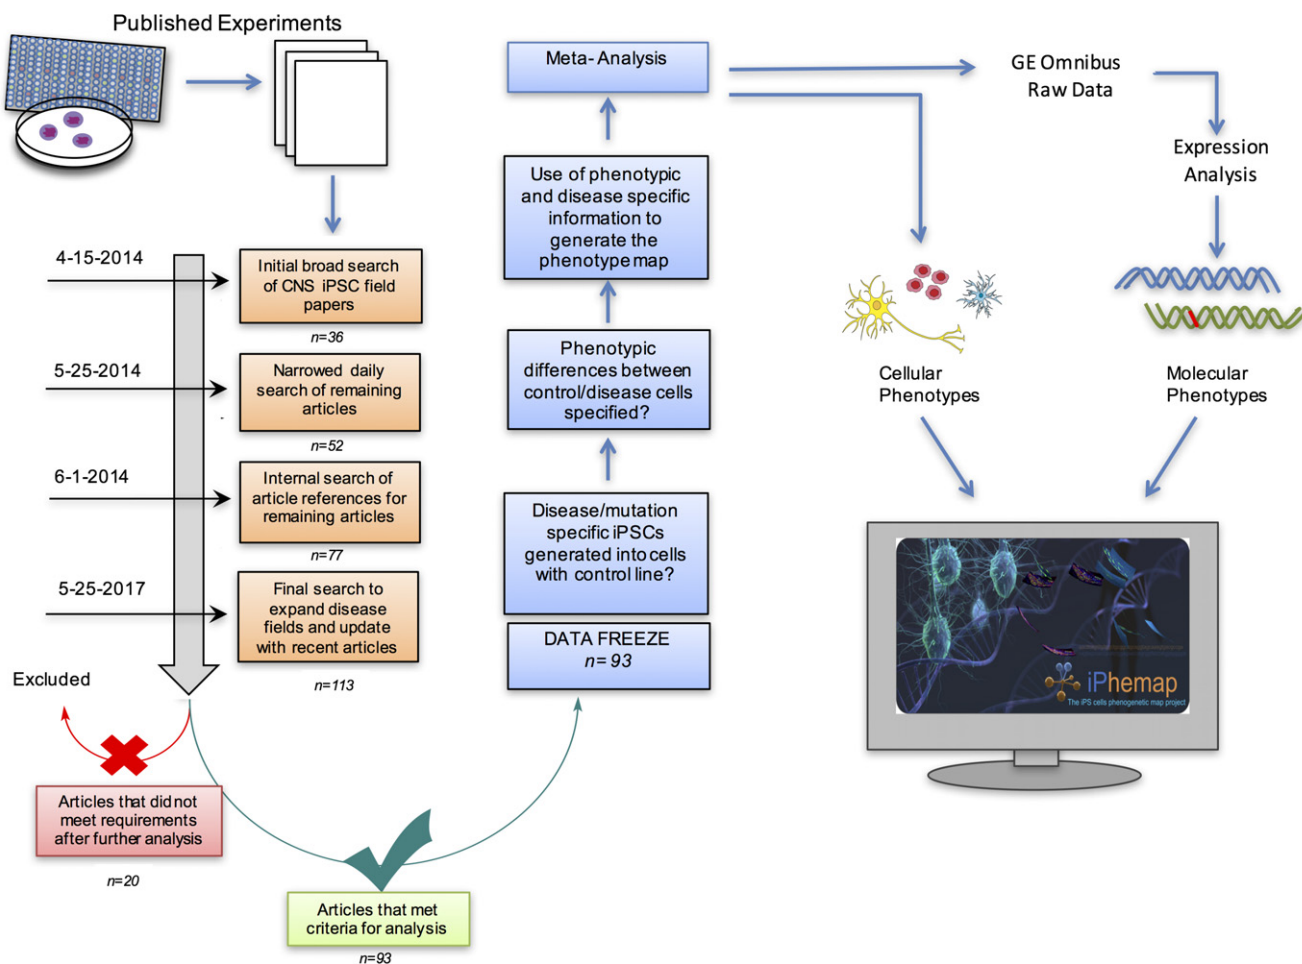 Published Experiments
4-15-2014
Initial broad search
of CNS iPSC field
papers
n=36
5-25-2014
Narrowed daily
search of remaining
articles
n=52
6-1-2014
Internal search of
article references for
remaining articles
n=77
5-25-2017
Final search to
expand disease
fields and update
with recent articles
n=113
Excluded
Articles that did not
meet requirements
after further analysis
n=20
Articles that met
criteria for analysis
n=93
DATA FREEZE
n= 93
Disease/mutation
specific iPSCs
generated into cells
with control line?
Phenotypic
differences between
control/disease cells
specified?
Use of phenotypic
and disease specific
information to
generate the
phenotype map
Meta- Analysis
GE Omnibus
Raw Data
Expression
Analysis
Cellular
Phenotypes
Molecular
Phenotypes
iPhemap
The iPS cells phenogenetic map project